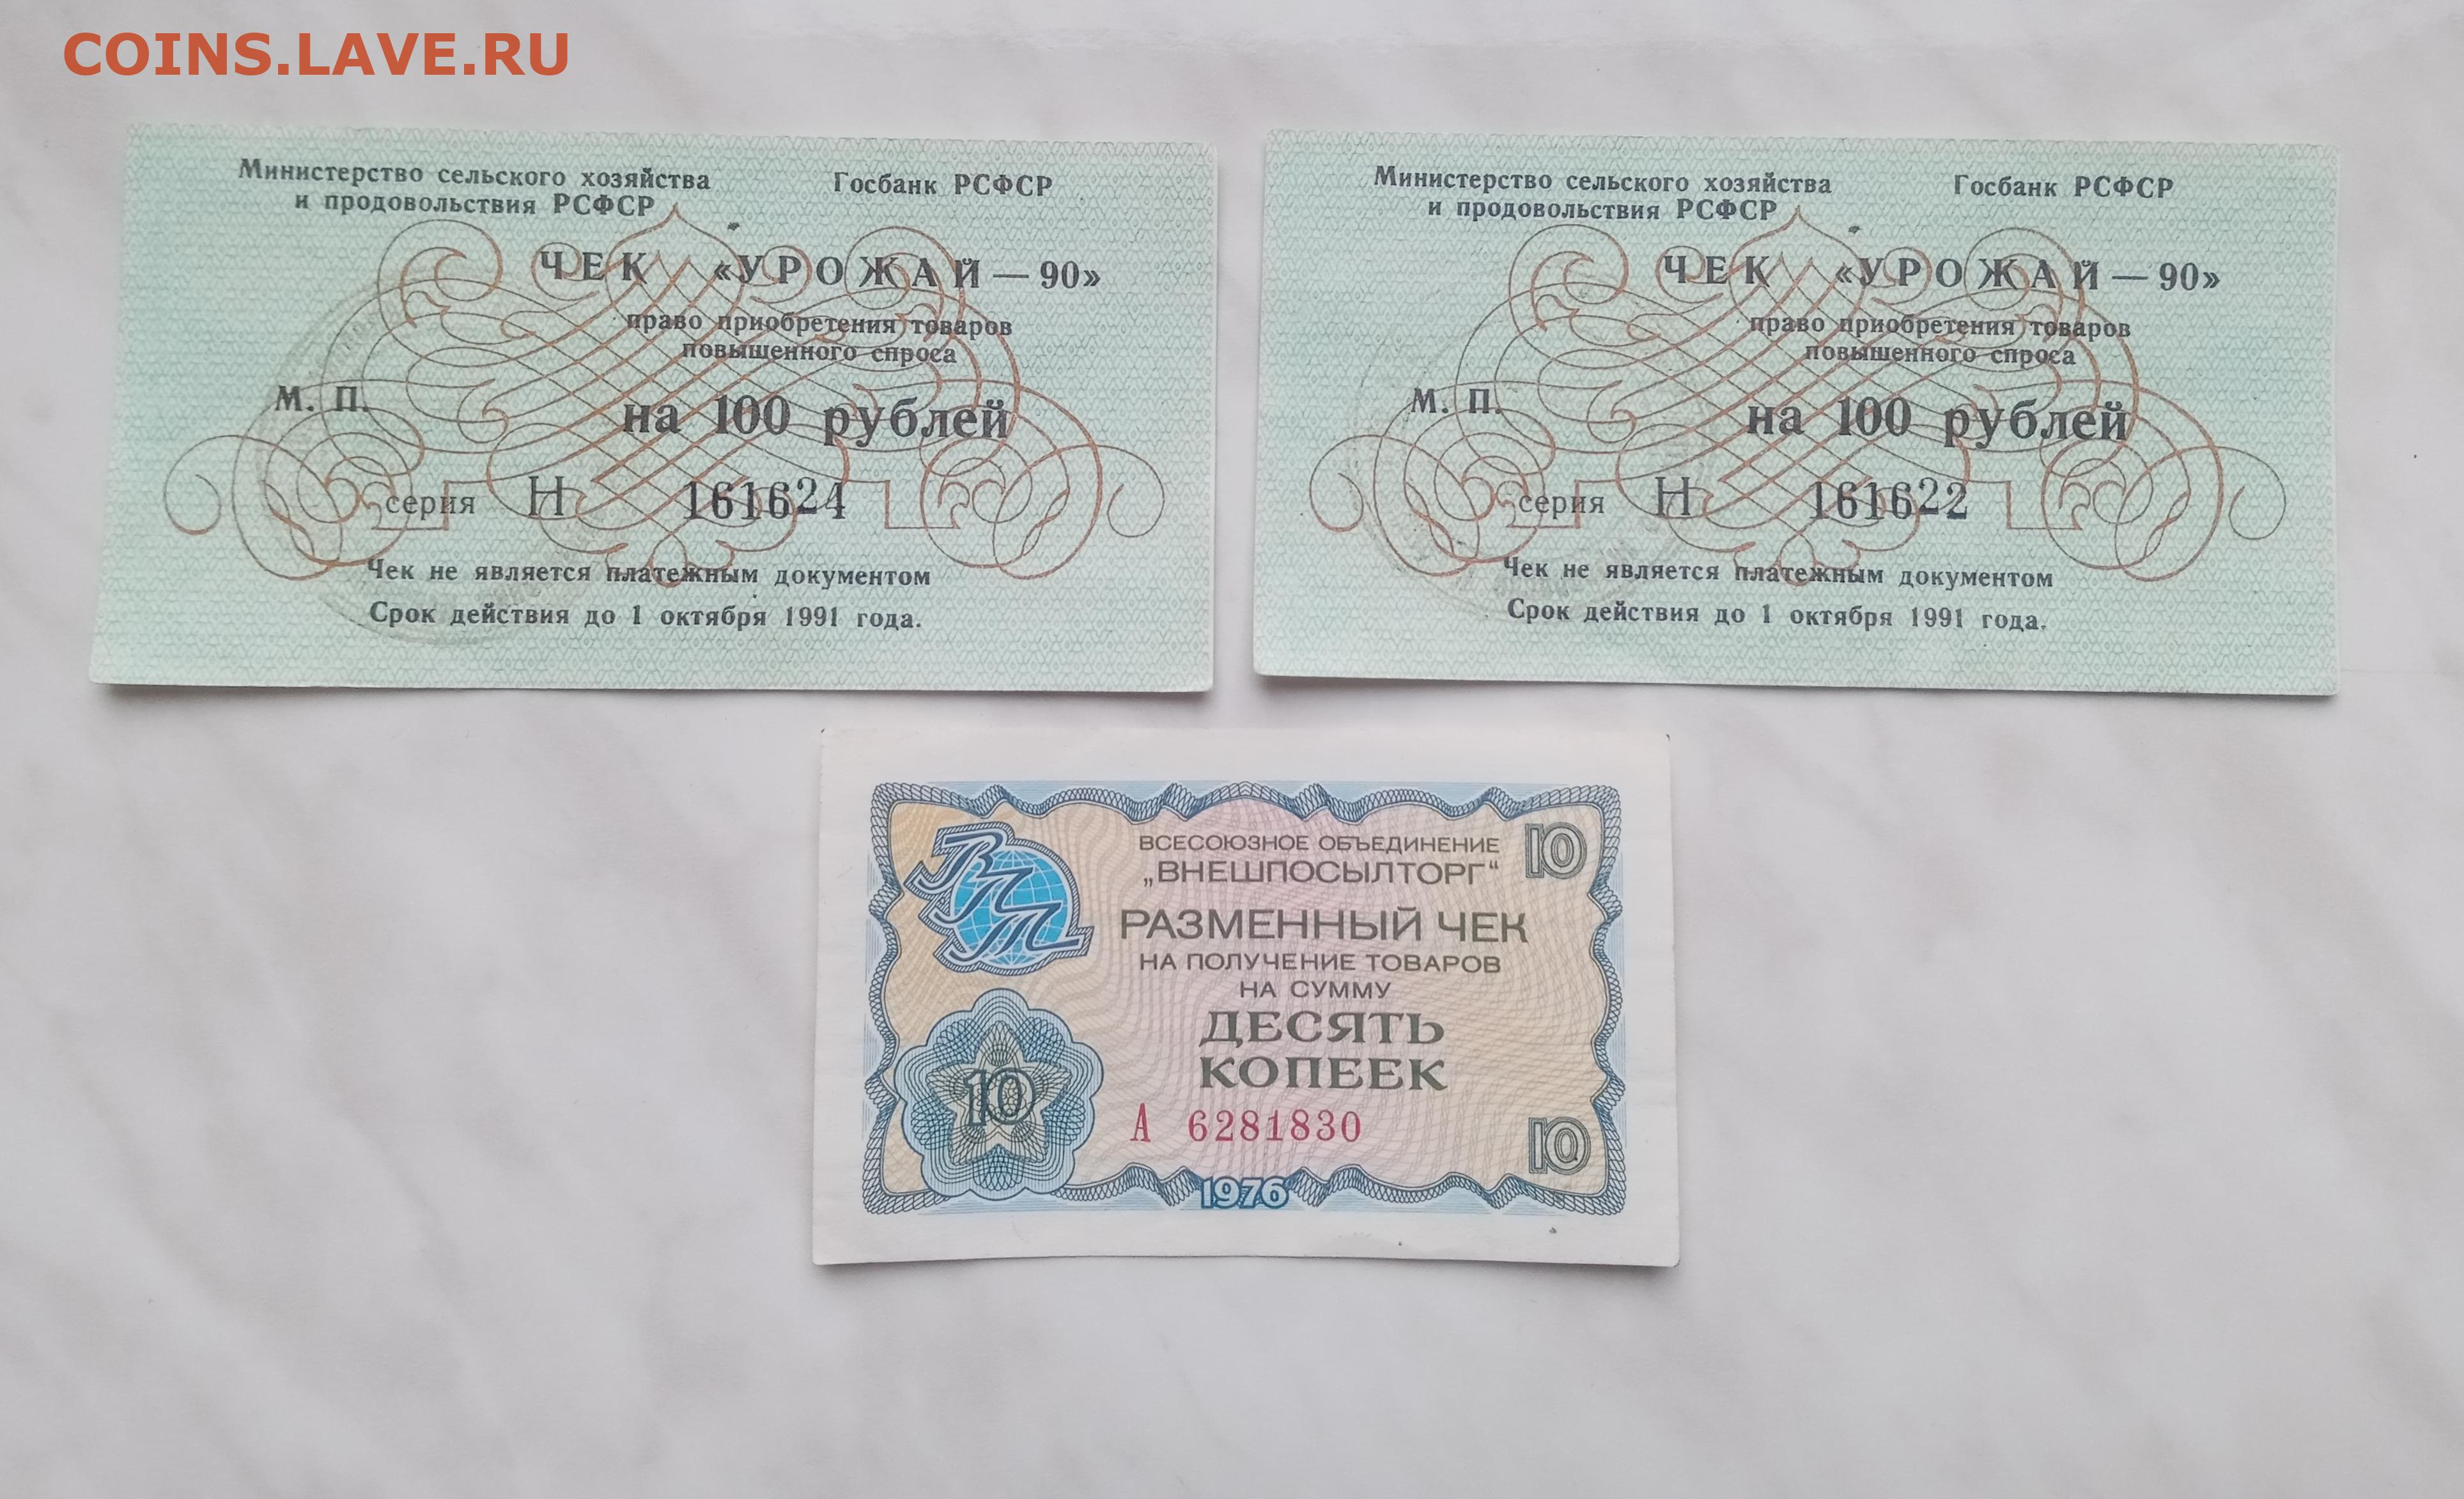 COINS.LAVE.RU
Министерство сельского хозяйства
и продовольствия РСФСР
Госбанк РСФСР
ЧЕК «УРОЖАЙ — 90»
право приобретения товаров
повышенного спроса
М. П.
на 100 рублей
серия Н 161624
Чек не является платежным документом
Срок действия до 1 октября 1991 года.
Министерство сельского хозяйства
и продовольствия РСФСР
Госбанк РСФСР
ЧЕК «УРОЖАЙ — 90»
право приобретения товаров
повышенного спроса
М. П.
на 100 рублей
серия Н 161622
Чек не является платежным документом
Срок действия до 1 октября 1991 года.
ВПТ
ВСЕСОЮЗНОЕ ОБЪЕДИНЕНИЕ
„ВНЕШПОСЫЛТОРГ“
10
РАЗМЕННЫЙ ЧЕК
НА ПОЛУЧЕНИЕ ТОВАРОВ
НА СУММУ
ДЕСЯТЬ
КОПЕЕК
10
А 6281830
10
1976